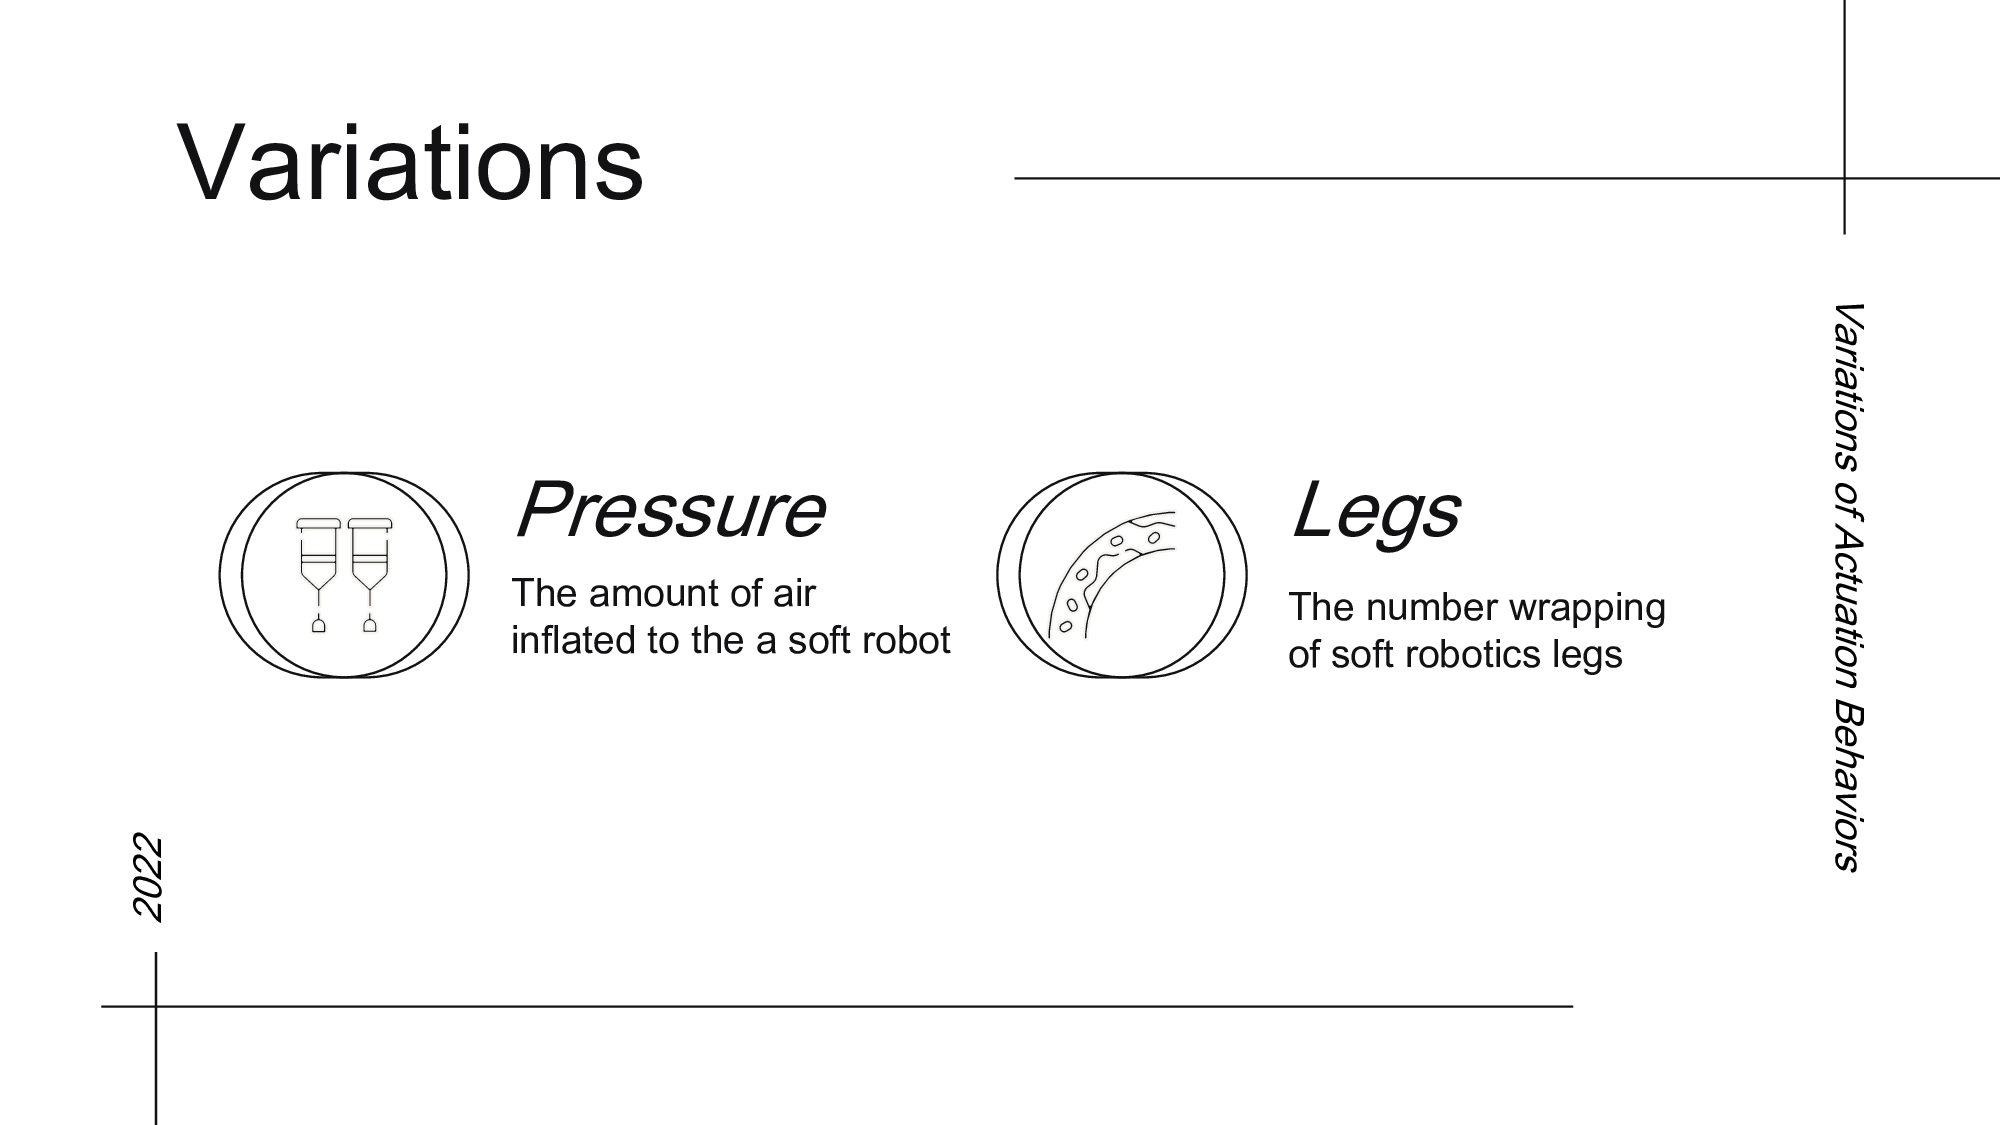 Variations
Pressure
The amount of air
inflated to the a soft robot
Legs
The number wrapping
of soft robotics legs
Variations of Actuation Behaviors
2022